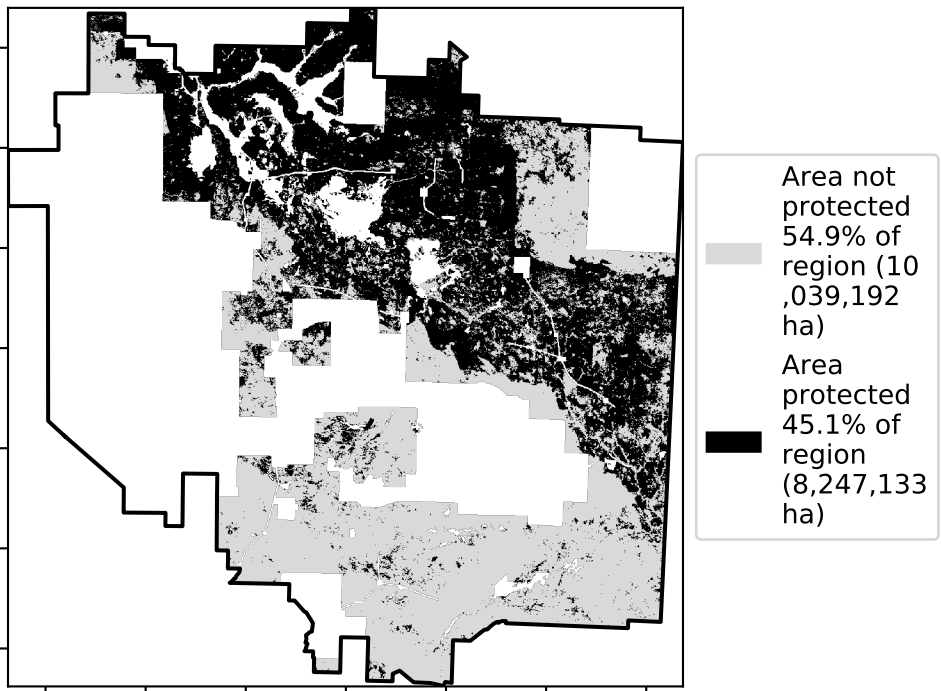 Area not
protected
54.9% of
region (10
,039,192
ha)
Area
protected
45.1% of
region
(8,247,133
ha)